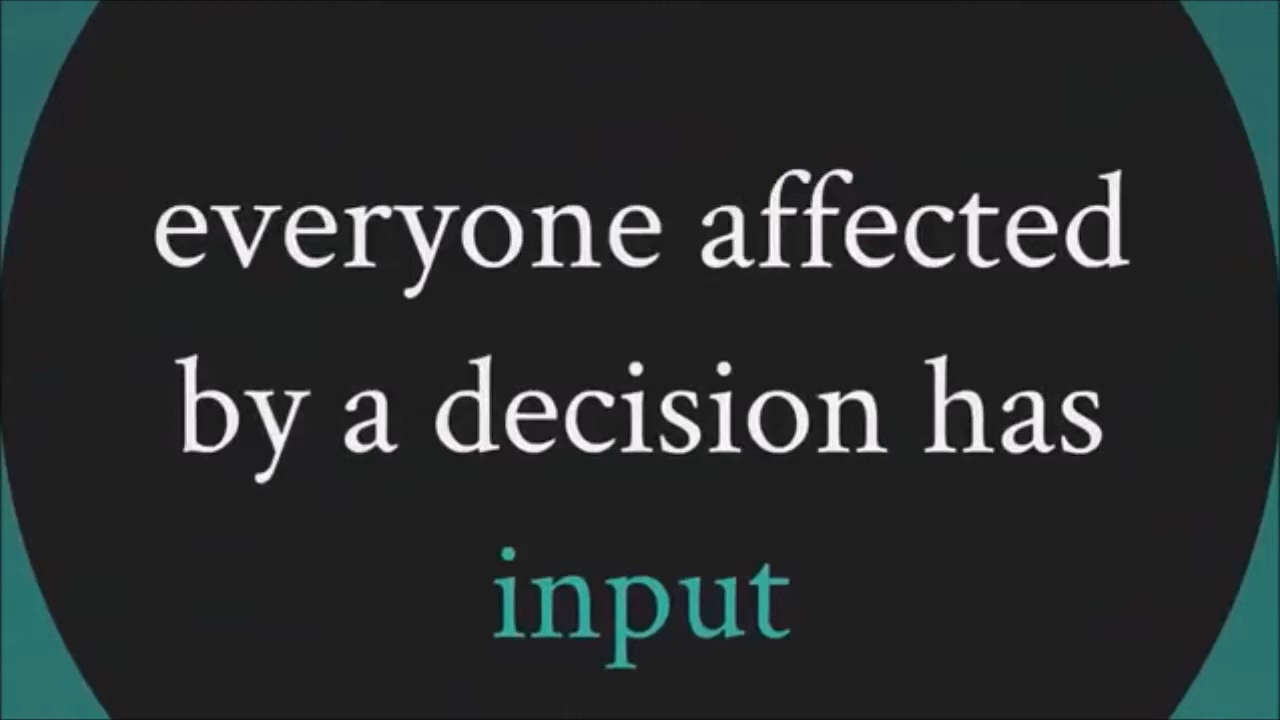 everyone affected
by a decision has
input